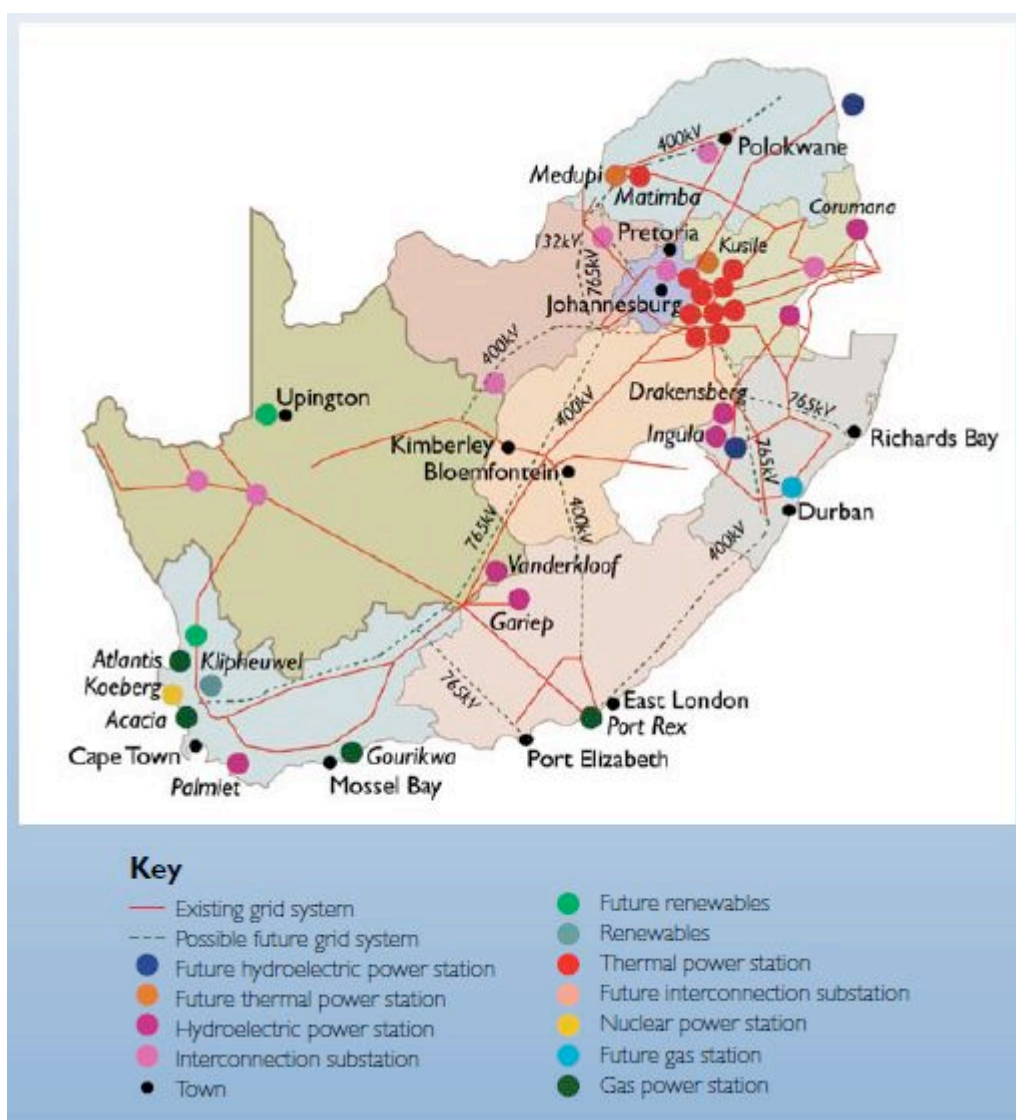 400kV
Polokwane
Medupi
Matimba
Corumana
132kV
Pretoria
Kusile
765kV
Johannesburg
400kV
Drakensberg
765kV
Upington
400kV
Ingula
Richards Bay
Kimberley
Bloemfontein
765kV
Durban
765kV
400kV
400kV
Vanderkloof
Gariep
Atlantis
Klipheuwel
Koeberg
765kV
East London
Acacia
Port Rex
Cape Town
Gourikwa
Port Elizabeth
Palmiet
Mossel Bay
Key
Existing grid system
Possible future grid system
Future hydroelectric power station
Future thermal power station
Hydroelectric power station
Interconnection substation
Town
Future renewables
Renewables
Thermal power station
Future interconnection substation
Nuclear power station
Future gas station
Gas power station